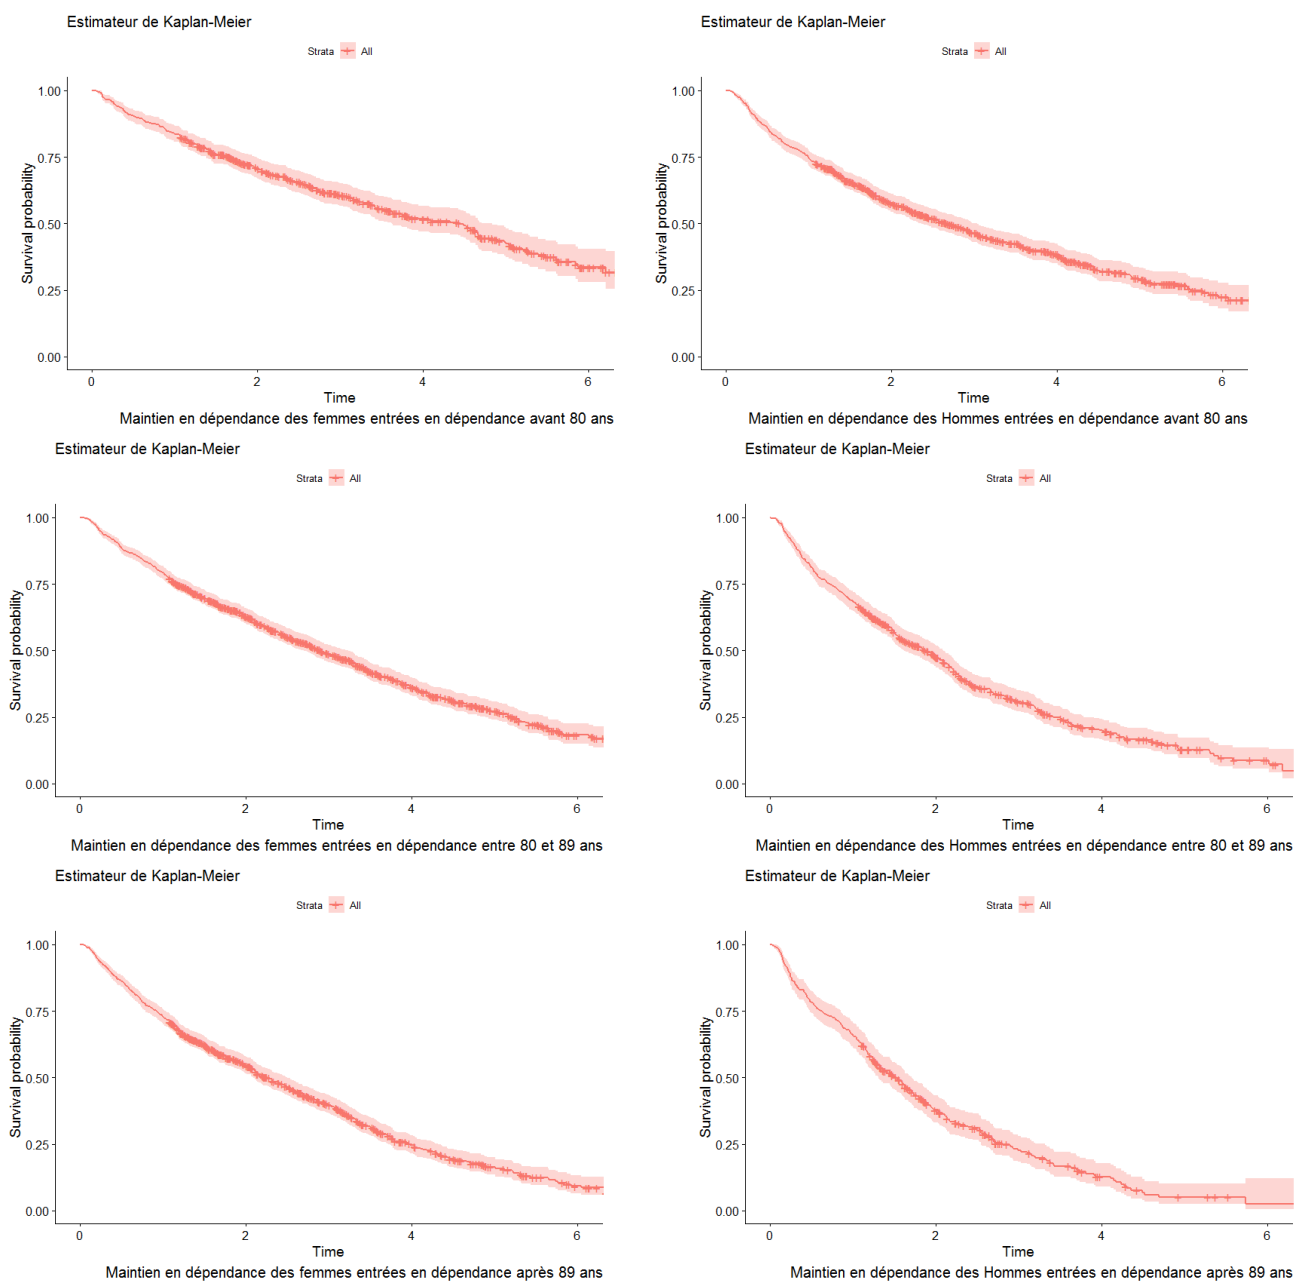 Estimateur de Kaplan-Meier
Strata All
Survival probability
1.00
0.75
0.50
0.25
0.00
0 2 4 6
Time
Maintien en dépendance des femmes entrées en dépendance avant 80 ans
Estimateur de Kaplan-Meier
Strata All
Survival probability
1.00
0.75
0.50
0.25
0.00
0 2 4 6
Time
Maintien en dépendance des Hommes entrées en dépendance avant 80 ans
Estimateur de Kaplan-Meier
Strata All
Survival probability
1.00
0.75
0.50
0.25
0.00
0 2 4 6
Time
Maintien en dépendance des femmes entrées en dépendance entre 80 et 89 ans
Estimateur de Kaplan-Meier
Strata All
Survival probability
1.00
0.75
0.50
0.25
0.00
0 2 4 6
Time
Maintien en dépendance des Hommes entrées en dépendance entre 80 et 89 ans
Estimateur de Kaplan-Meier
Strata All
Survival probability
1.00
0.75
0.50
0.25
0.00
0 2 4 6
Time
Maintien en dépendance des femmes entrées en dépendance après 89 ans
Estimateur de Kaplan-Meier
Strata All
Survival probability
1.00
0.75
0.50
0.25
0.00
0 2 4 6
Time
Maintien en dépendance des Hommes entrées en dépendance après 89 ans